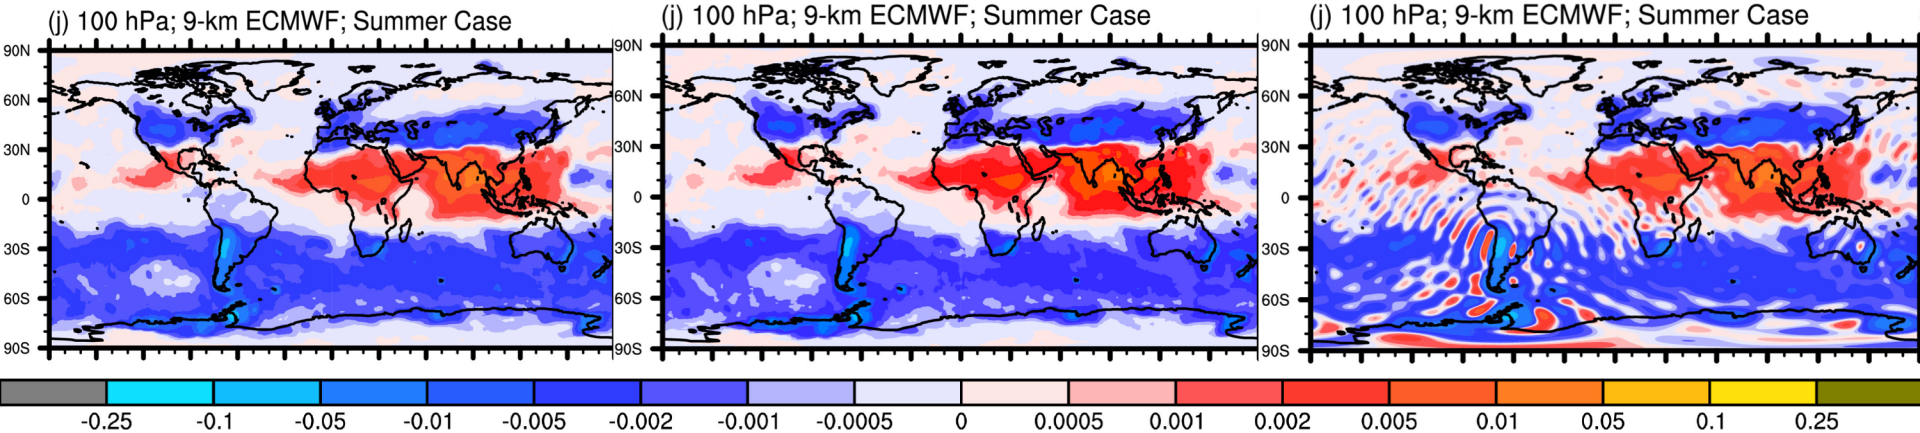 (j) 100 hPa; 9-km ECMWF; Summer Case
(j) 100 hPa; 9-km ECMWF; Summer Case
(j) 100 hPa; 9-km ECMWF; Summer Case
90N
60N
30N
0
30S
60S
90S
90N
60N
30N
0
30S
60S
90S
90N
60N
30N
0
30S
60S
90S
-0.25 -0.1 -0.05 -0.01 -0.005 -0.002 -0.001 -0.0005 0 0.0005 0.001 0.002 0.005 0.01 0.05 0.1 0.25